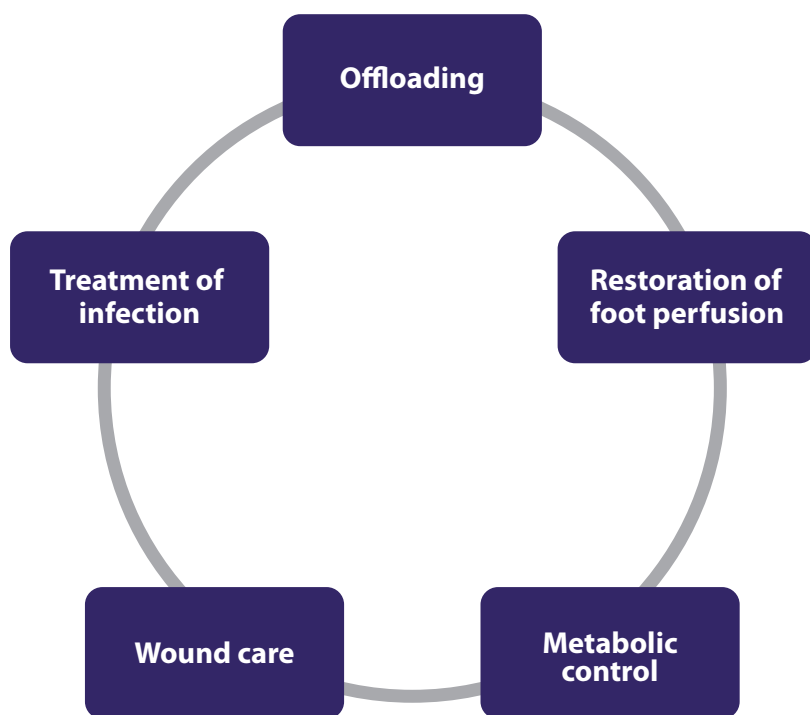 Offloading
Treatment of
infection
Restoration of
foot perfusion
Wound care
Metabolic
control